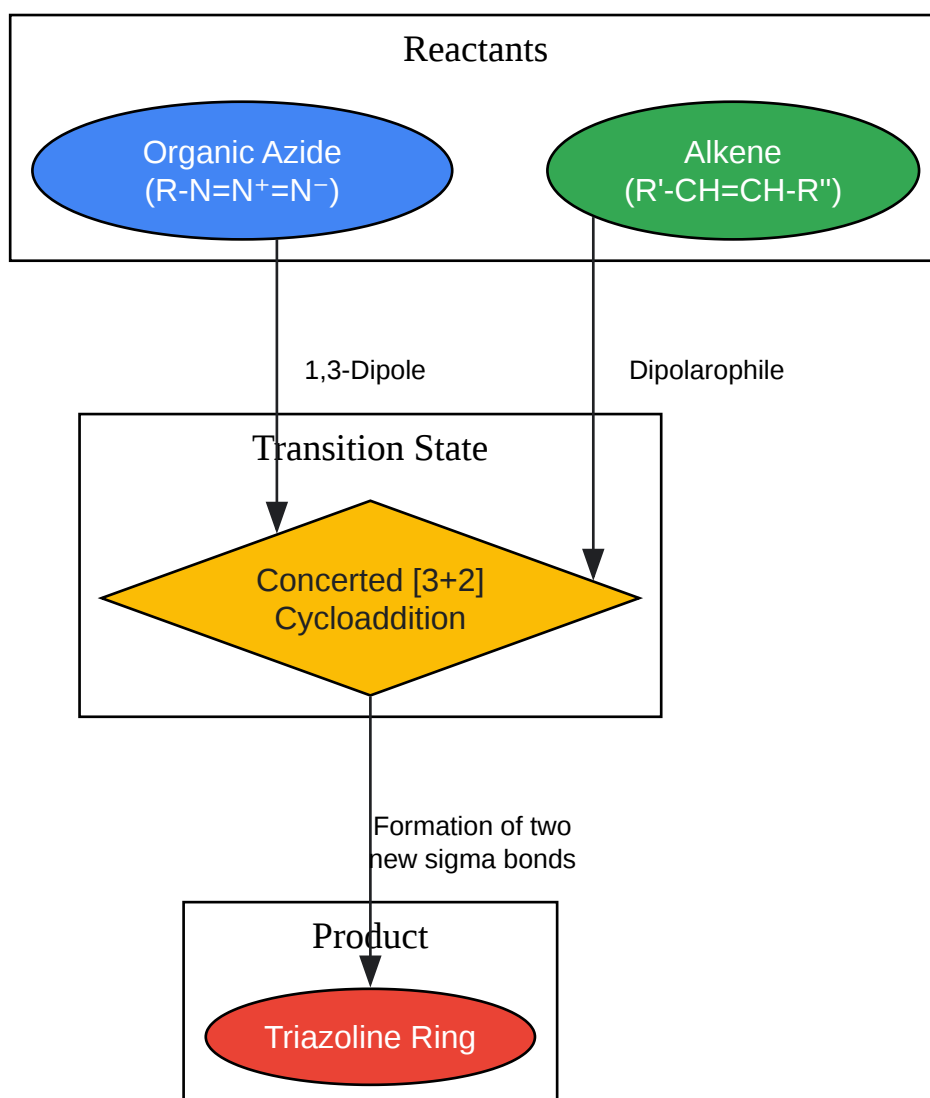 Reactants
Organic Azide
(R-N=N⁺=N⁻)
Alkene
(R'-CH=CH-R")
1,3-Dipole
Dipolarophile
Transition State
Concerted [3+2]
Cycloaddition
Formation of two
new sigma bonds
Product
Triazoline Ring